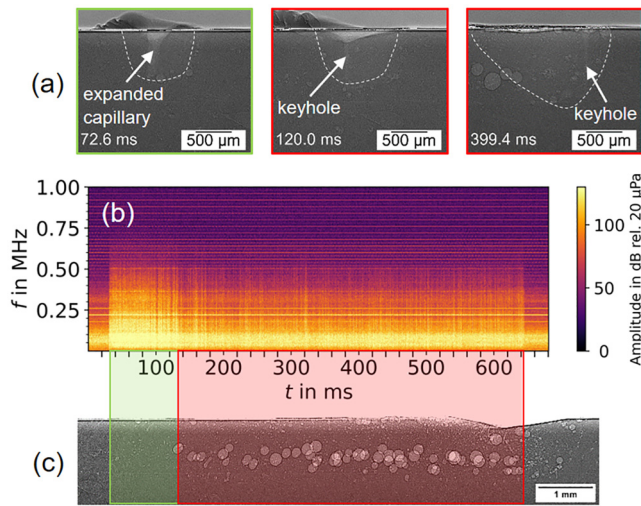 (a)
expanded
capillary
72.6 ms
500 µm
keyhole
120.0 ms
500 µm
keyhole
399.4 ms
500 µm
(b)
1.00
0.75
0.50
0.25
f in MHz
100
200
300
400
500
600
t in ms
100
50
0
Amplitude in dB rel. 20 µPa
(c)
1 mm